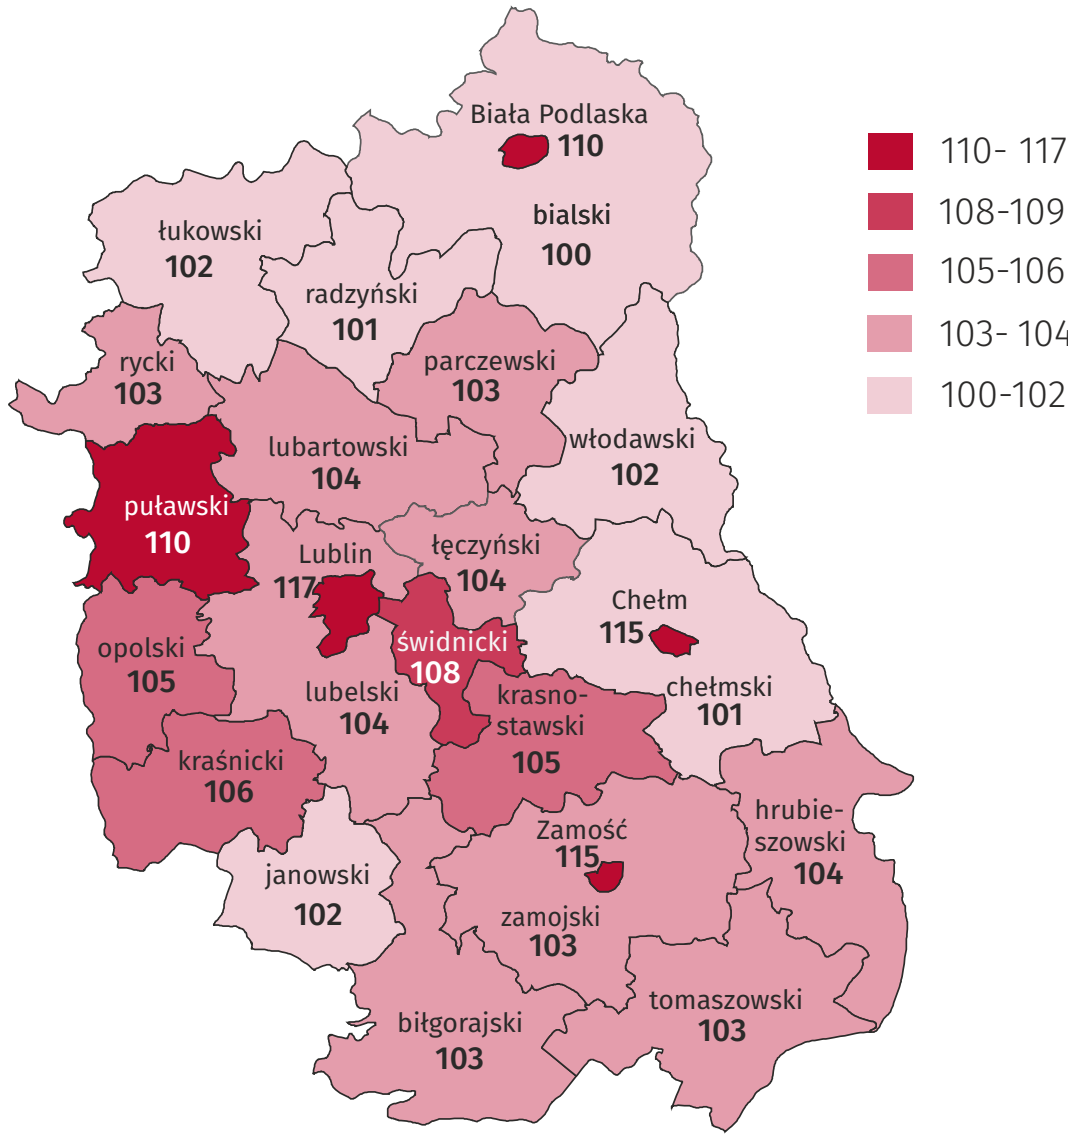 Biała Podlaska
110
bialski
100
łukowski
102
radzyński
101
rycki
103
parczewski
103
lubartowski
104
włodawski
102
puławski
110
Lublin
117
łęczyński
104
Chełm
115
świdnicki
108
opolski
105
lubelski
104
chełmski
101
krasno-
stawski
105
kraśnicki
106
hrubie-
szowski
104
Zamość
115
janowski
102
zamojski
103
tomaszowski
103
biłgorajski
103
110- 117
108-109
105-106
103- 104
100-102